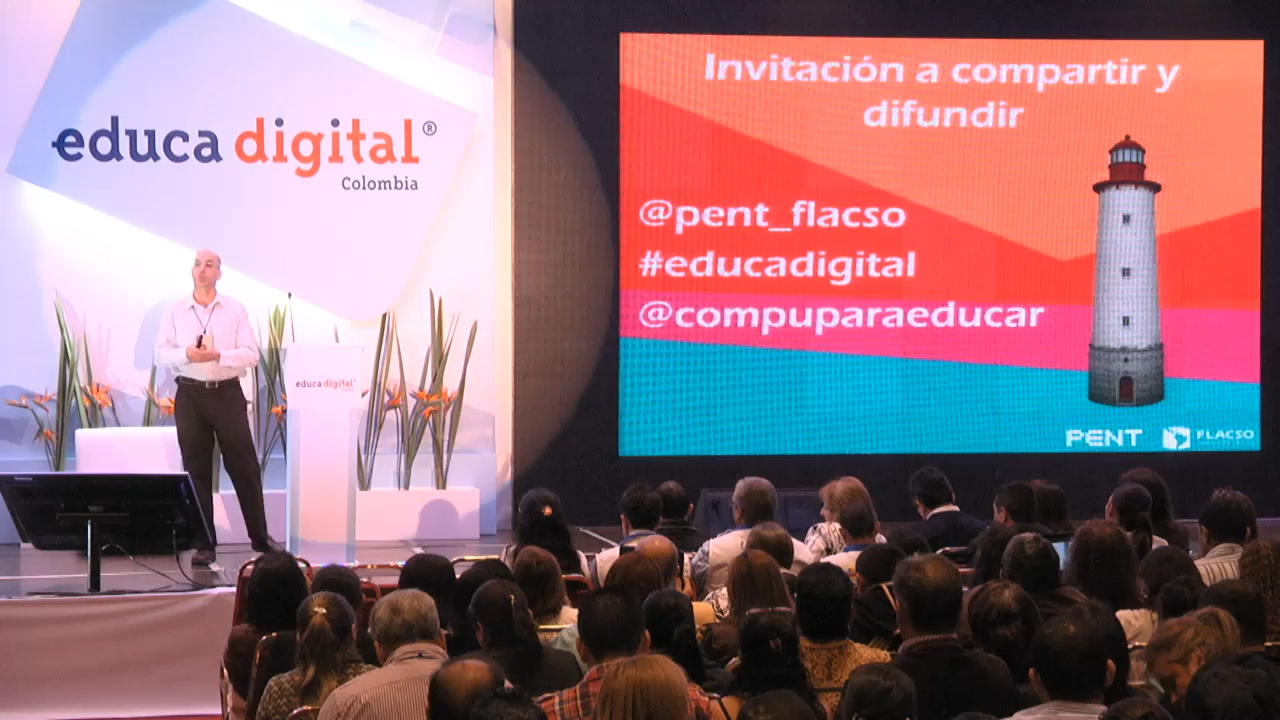 educa digital®
Colombia
educa digital®
Invitación a compartir y
difundir
@pent_flacso
#educadigital
@compuparaeducar
PENT FLACSO